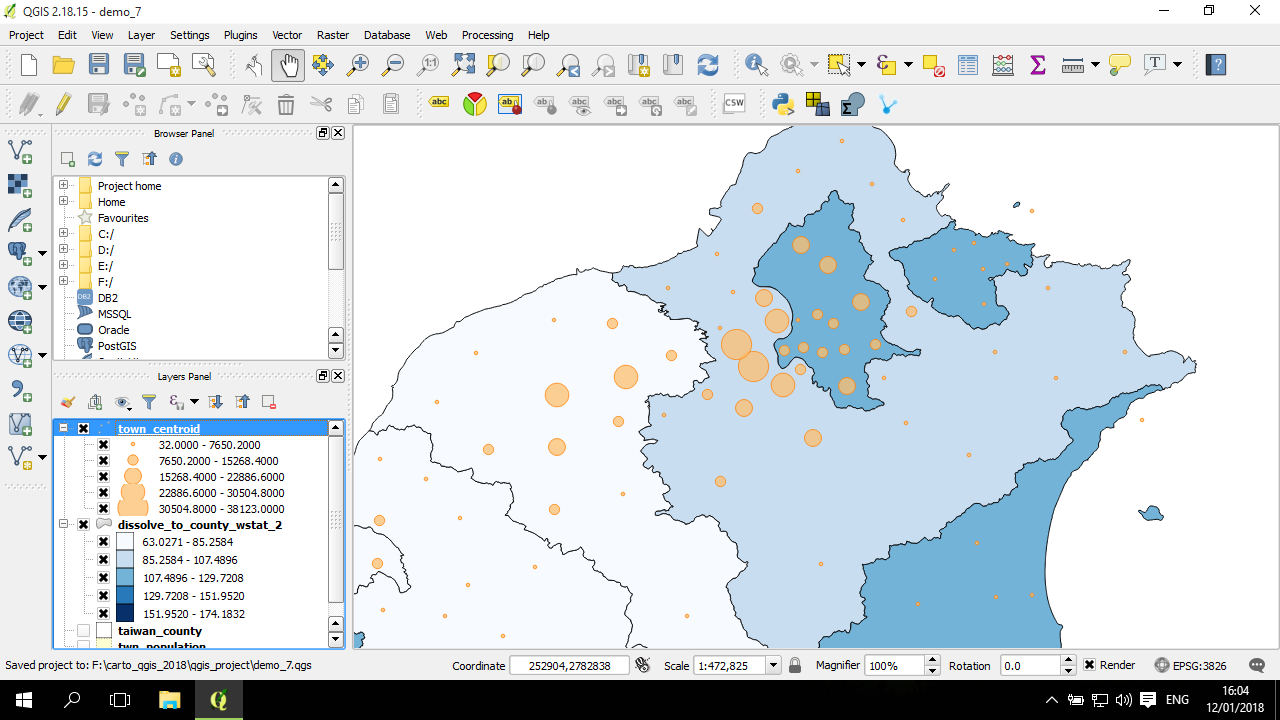 QGIS 2.18.15 - demo_7
Project Edit View Layer Settings Plugins Vector Raster Database Web Processing Help
Browser Panel
Project home
Home
Favourites
C:/
D:/
E:/
F:/
DB2
MSSQL
Oracle
PostGIS
Layers Panel
town_centroid
32.0000 - 7650.2000
7650.2000 - 15268.4000
15268.4000 - 22886.6000
22886.6000 - 30504.8000
30504.8000 - 38123.0000
dissolve_to_county_wstat_2
63.0271 - 85.2584
85.2584 - 107.4896
107.4896 - 129.7208
129.7208 - 151.9520
151.9520 - 174.1832
taiwan_county
twn_population
Saved project to: F:\carto_qgis_2018\qgis_project\demo_7.qgs
Coordinate 252904,2782838 Scale 1:472,825 Magnifier 100% Rotation 0.0 Render EPSG:3826
ENG
16:04
12/01/2018
1:1
abc
abc
CSW
T